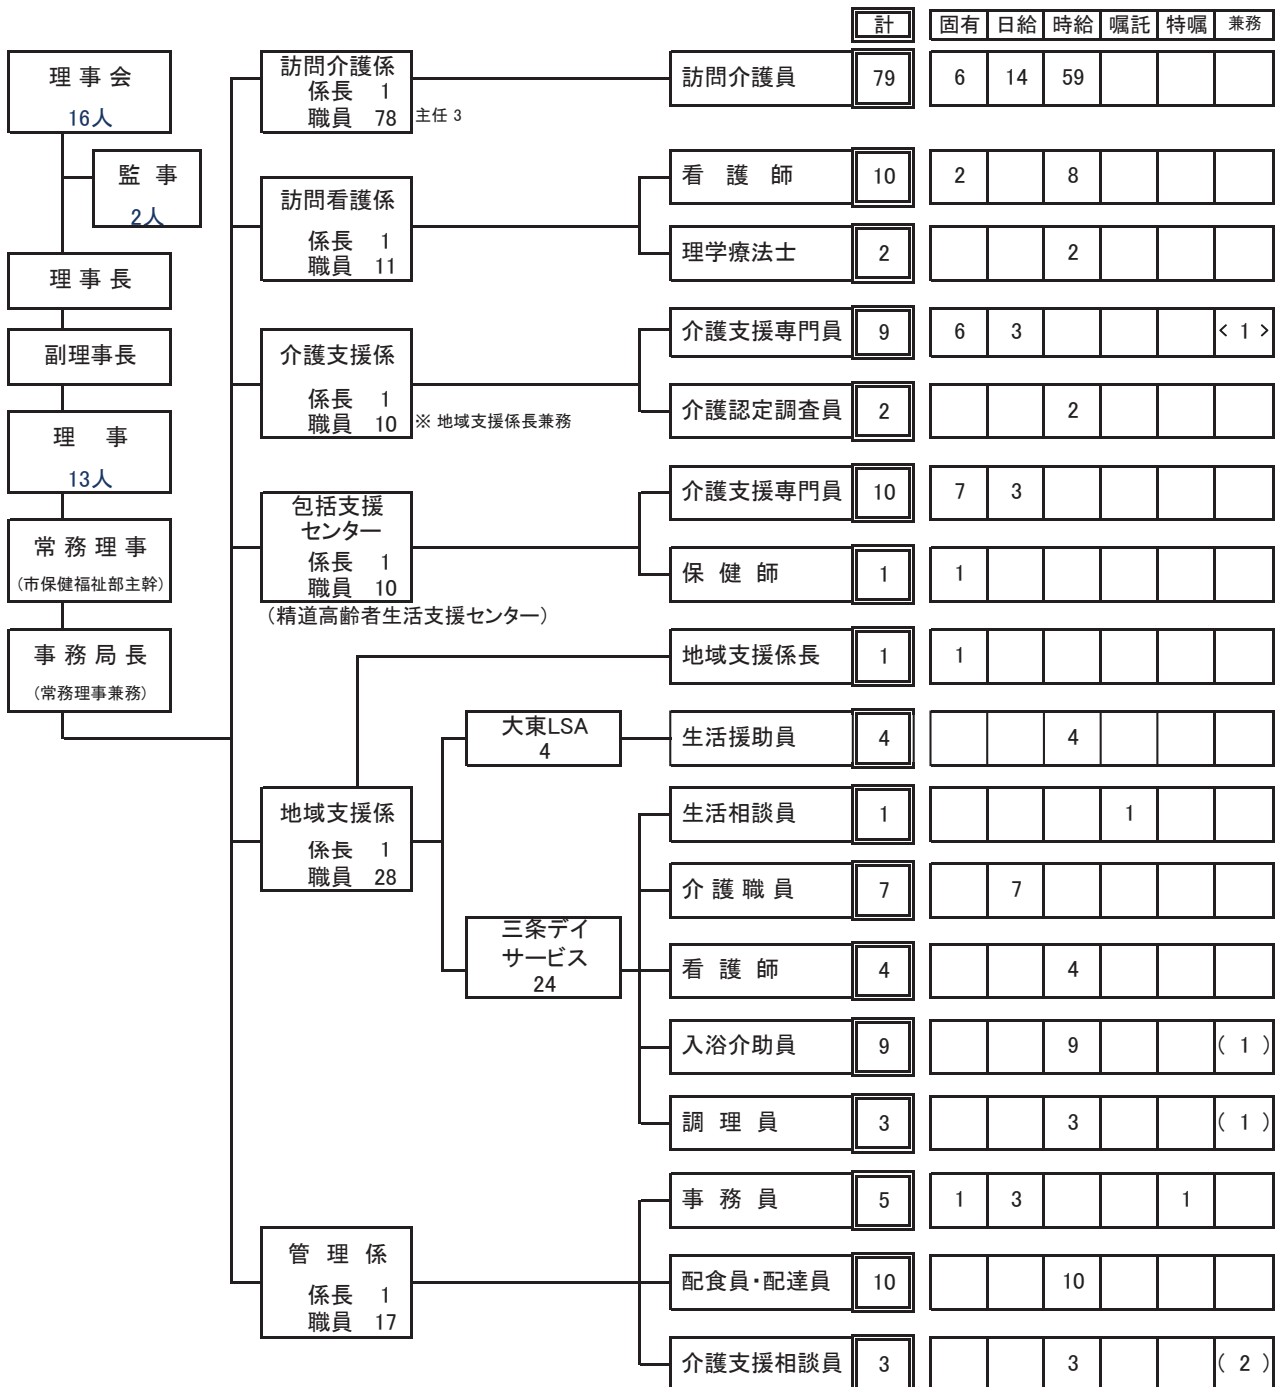 計 固有 日給 時給 嘱託 特嘱 兼務
理事会
16人
監事
2人
理事長
副理事長
理事
13人
常務理事
（市保健福祉部主幹）
事務局長
（常務理事兼務）
訪問介護係
係長 1
職員 78
主任 3
訪問介護員 79 6 14 59
訪問看護係
係長 1
職員 11
看護師 10 2 8
理学療法士 2 2
介護支援係
係長 1
職員 10
※ 地域支援係長兼務
介護支援専門員 9 6 3 < 1 >
介護認定調査員 2 2
包括支援
センター
係長 1
職員 10
（精道高齢者生活支援センター）
介護支援専門員 10 7 3
保健師 1 1
地域支援係長 1 1
地域支援係
係長 1
職員 28
大東LSA
4
生活援助員 4 4
三条デイ
サービス
24
生活相談員 1 1
介護職員 7 7
看護師 4 4
入浴介助員 9 9 ( 1 )
調理員 3 3 ( 1 )
管理係
係長 1
職員 17
事務員 5 1 3 1
配食員・配達員 10 10
介護支援相談員 3 3 ( 2 )